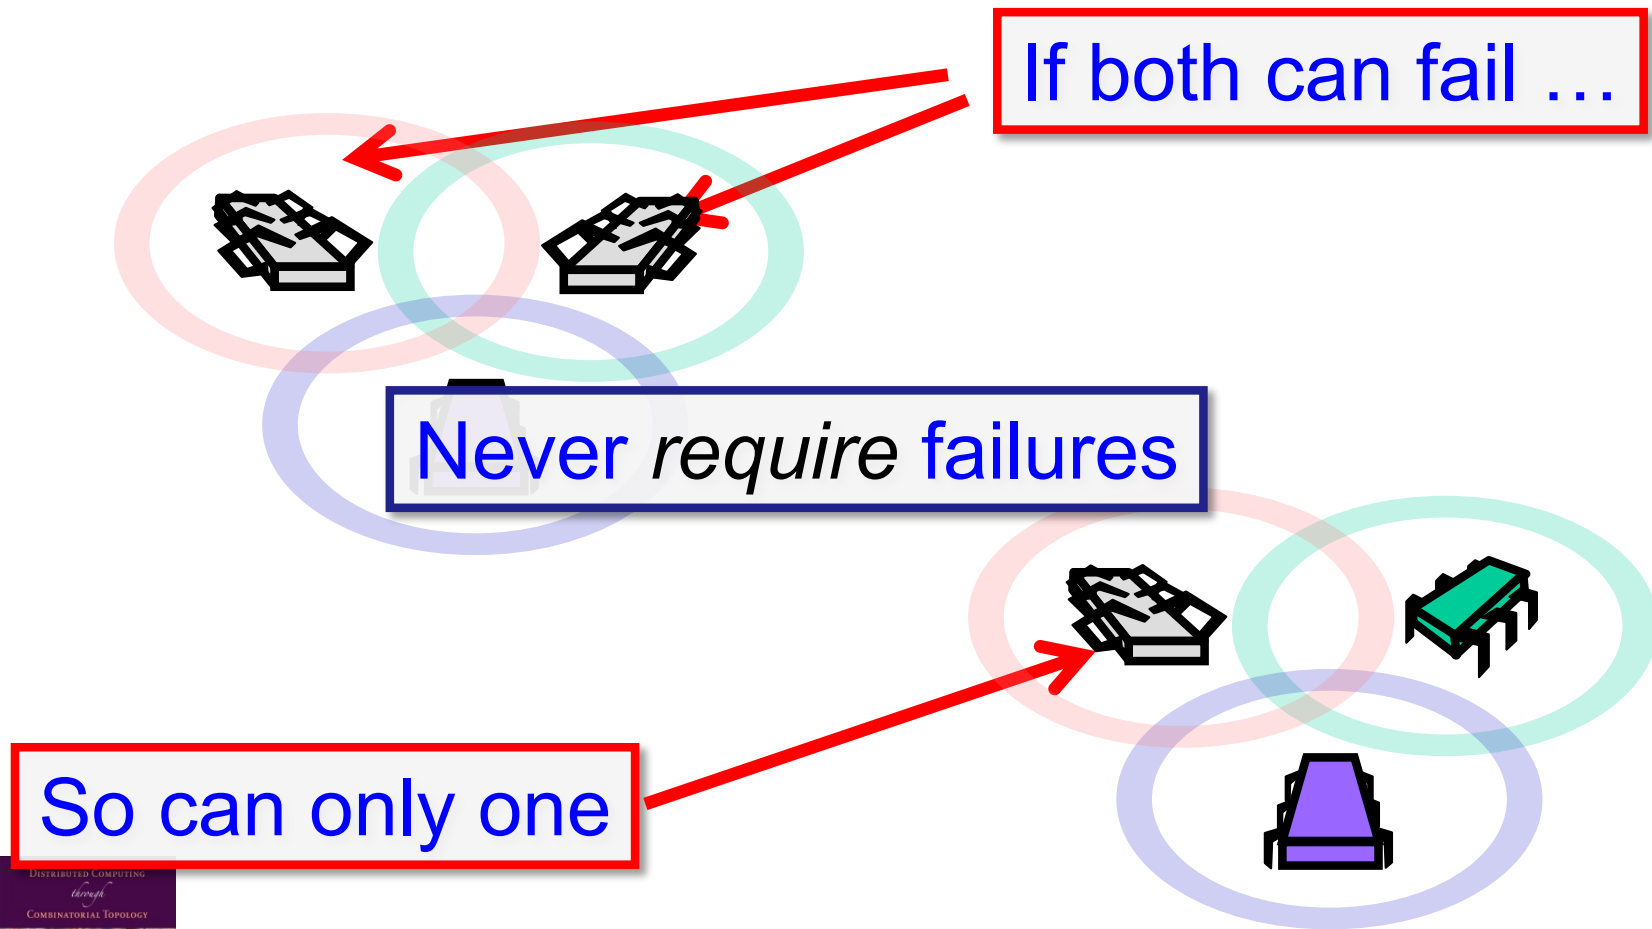 If both can fail …
Never require failures
So can only one
DISTRIBUTED COMPUTING
through
COMBINATORIAL TOPOLOGY